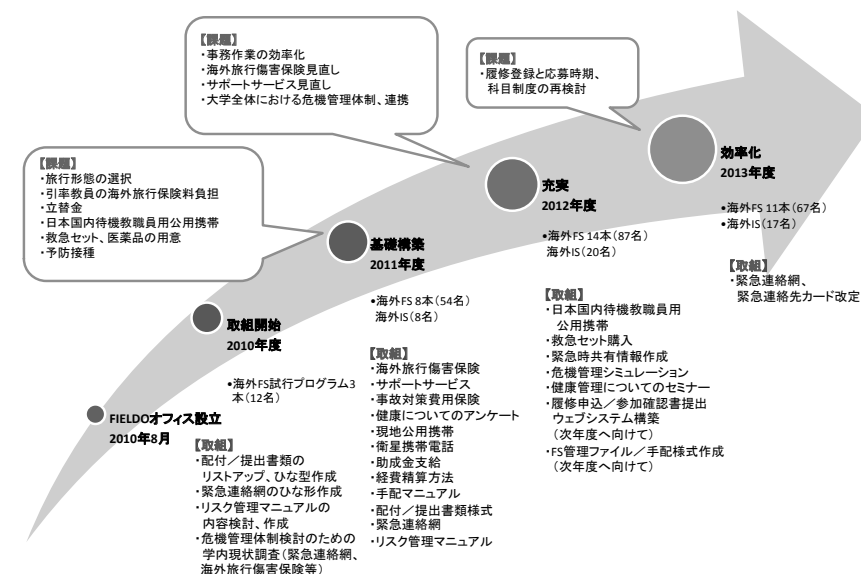 【課題】
・事務作業の効率化
・海外旅行傷害保険見直し
・サポートサービス見直し
・大学全体における危機管理体制、連携
【課題】
・履修登録と応募時期、
科目制度の再検討
【課題】
・旅行形態の選択
・引率教員の海外旅行保険料負担
・立替金
・日本国内待機教職員用公用携帯
・救急セット、医薬品の用意
・予防接種
FIELDOオフィス設立
2010年8月
取組開始
2010年度
•海外FS試行プログラム3
本（12名）
【取組】
・配付／提出書類の
リストアップ、ひな型作成
・緊急連絡網のひな形作成
・リスク管理マニュアルの
内容検討、作成
・危機管理体制検討のための
学内現状調査（緊急連絡網、
海外旅行傷害保険等）
基礎構築
2011年度
•海外FS 8本（54名）
海外IS（8名）
【取組】
・海外旅行傷害保険
・サポートサービス
・事故対策費用保険
・健康についてのアンケート
・現地公用携帯
・衛星携帯電話
・助成金支給
・経費精算方法
・手配マニュアル
・配付／提出書類様式
・緊急連絡網
・リスク管理マニュアル
充実
2012年度
•海外FS 14本（87名）
海外IS（20名）
【取組】
・日本国内待機教職員用
公用携帯
・救急セット購入
・緊急時共有情報作成
・危機管理シミュレーション
・健康管理についてのセミナー
・履修申込／参加確認書提出
ウェブシステム構築
（次年度へ向けて）
・FS管理ファイル／手配様式作成
（次年度へ向けて）
効率化
2013年度
•海外FS 11本（67名）
•海外IS（17名）
【取組】
・緊急連絡網、
緊急連絡先カード改定